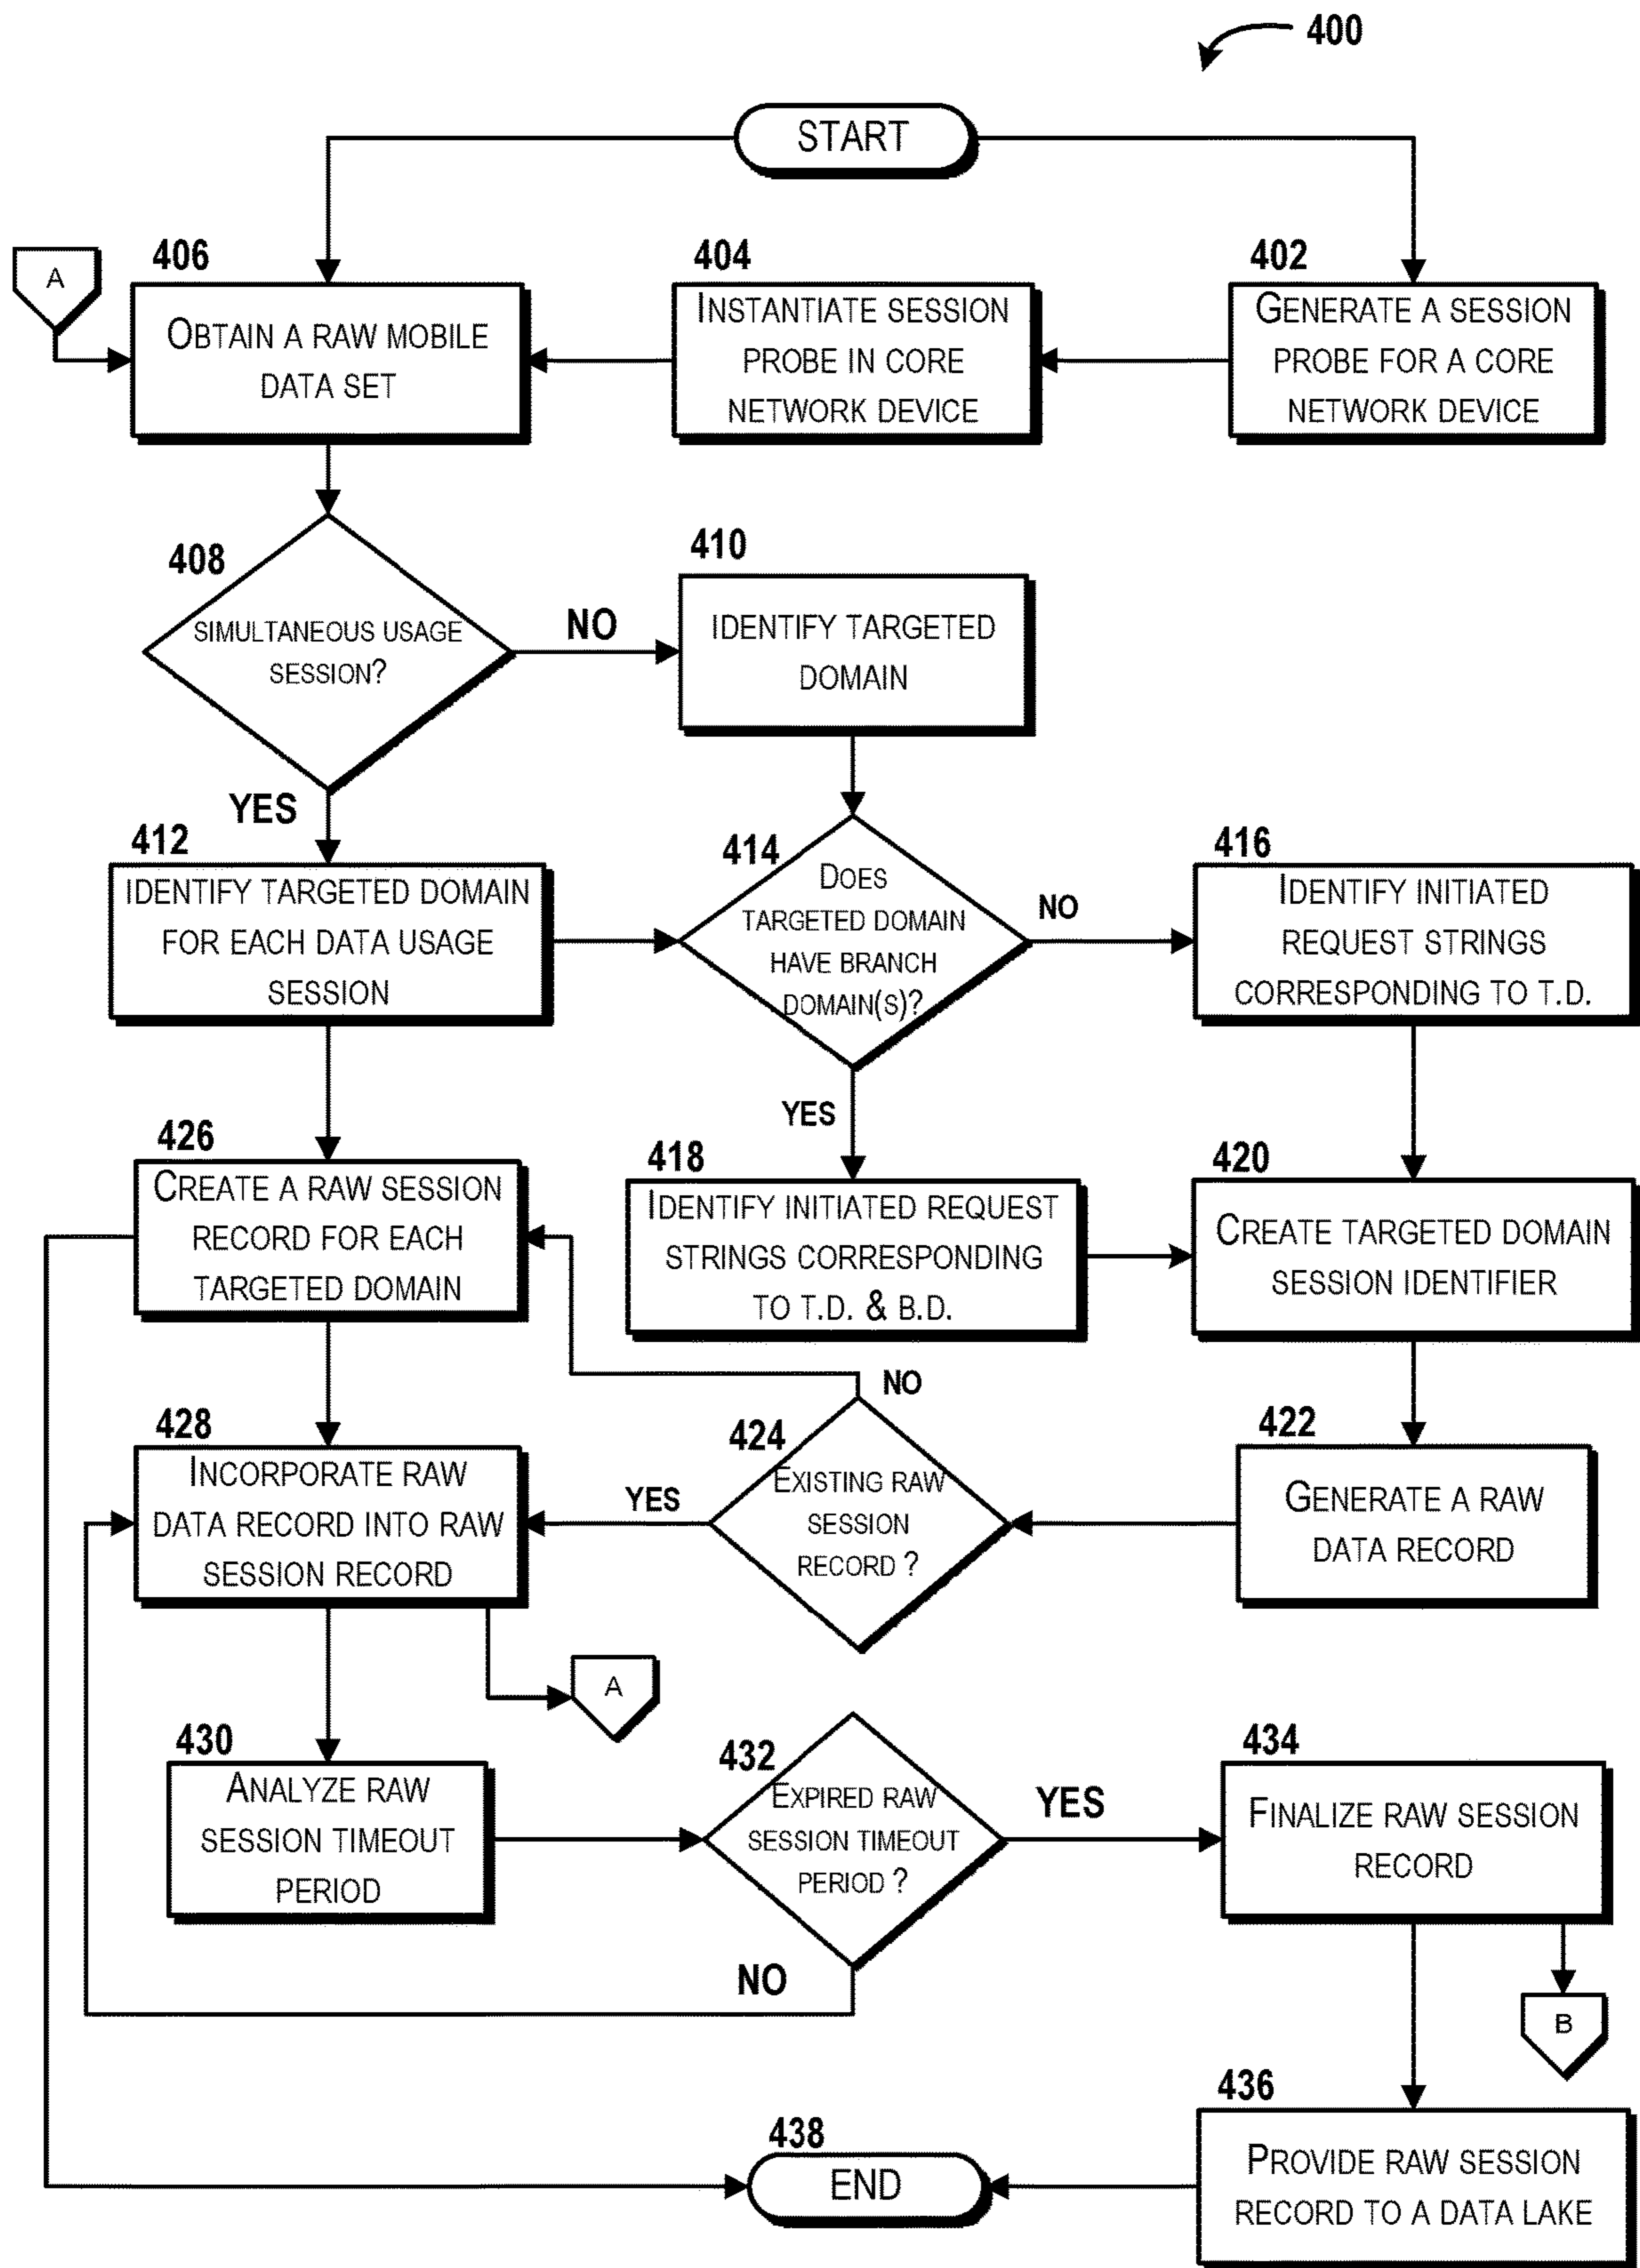 400
START
A
406
OBTAIN A RAW MOBILE
DATA SET
404
INSTANTIATE SESSION
PROBE IN CORE
NETWORK DEVICE
402
GENERATE A SESSION
PROBE FOR A CORE
NETWORK DEVICE
408
SIMULTANEOUS USAGE
SESSION?
NO
YES
410
IDENTIFY TARGETED
DOMAIN
412
IDENTIFY TARGETED DOMAIN
FOR EACH DATA USAGE
SESSION
414
DOES
TARGETED DOMAIN
HAVE BRANCH
DOMAIN(S)?
NO
YES
416
IDENTIFY INITIATED
REQUEST STRINGS
CORRESPONDING TO T.D.
426
CREATE A RAW SESSION
RECORD FOR EACH
TARGETED DOMAIN
418
IDENTIFY INITIATED REQUEST
STRINGS CORRESPONDING
TO T.D. & B.D.
420
CREATE TARGETED DOMAIN
SESSION IDENTIFIER
428
INCORPORATE RAW
DATA RECORD INTO RAW
SESSION RECORD
NO
YES
424
EXISTING RAW
SESSION
RECORD ?
422
GENERATE A RAW
DATA RECORD
A
430
ANALYZE RAW
SESSION TIMEOUT
PERIOD
432
EXPIRED RAW
SESSION TIMEOUT
PERIOD ?
YES
NO
434
FINALIZE RAW SESSION
RECORD
B
436
PROVIDE RAW SESSION
RECORD TO A DATA LAKE
438
END